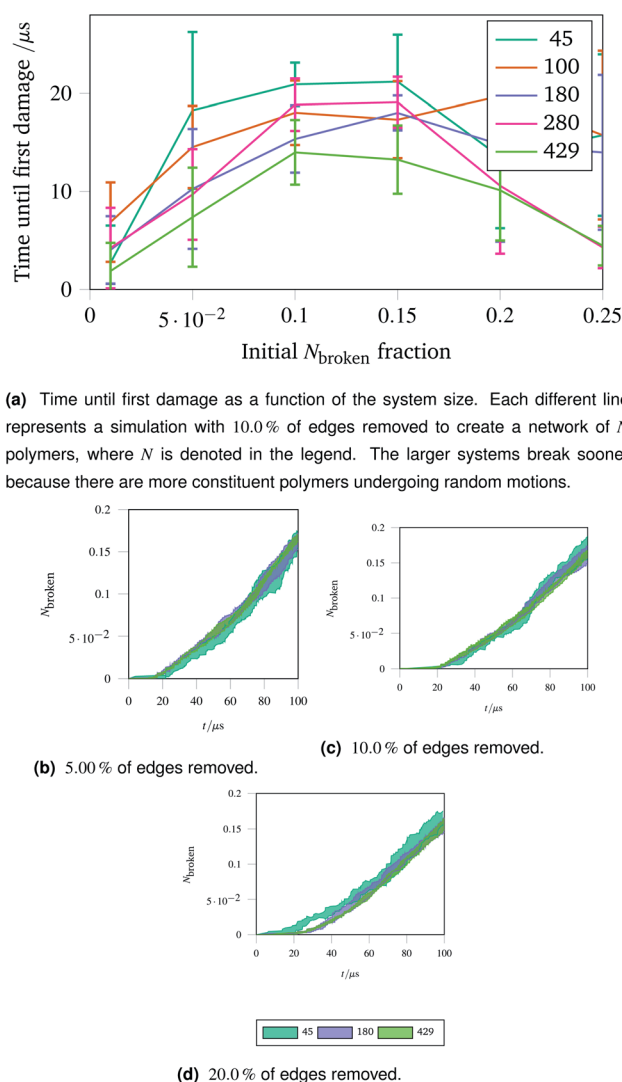 Time until first damage /μs
20
10
0
45
100
180
280
429
0
5 · 10−2
0.1
0.15
0.2
0.25
Initial Nbroken fraction
(a) Time until first damage as a function of the system size. Each different line
represents a simulation with 10.0 % of edges removed to create a network of N
polymers, where N is denoted in the legend. The larger systems break soone
because there are more constituent polymers undergoing random motions.
0.2
0.15
0.1
5 · 10−2
0
Nbroken
0 20 40 60 80 100
t/μs
(b) 5.00 % of edges removed.
0.2
0.15
0.1
5 · 10−2
0
Nbroken
0 20 40 60 80 100
t/μs
(c) 10.0 % of edges removed.
0.2
0.15
0.1
5 · 10−2
0
Nbroken
0 20 40 60 80 100
t/μs
45 180 429
(d) 20.0 % of edges removed.